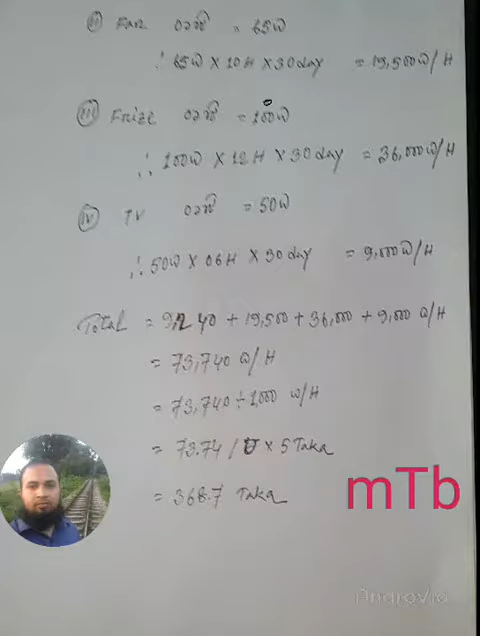 (ii) Fan ওয়াট = 65W
∴ 65W × 10H × 30day = 19,500W/H
(iii) Frize ওয়াট = 100W
∴ 100W × 12H × 30day = 36,000W/H
(iv) TV ওয়াট = 50W
∴ 50W × 06H × 30day = 9,000W/H
Total = 9,240 + 19,500 + 36,000 + 9,000 W/H
= 73,740 W/H
= 73,740 ÷ 1,000 W/H
= 73.74 / U × 5 Taka
= 368.7 Taka
mTb